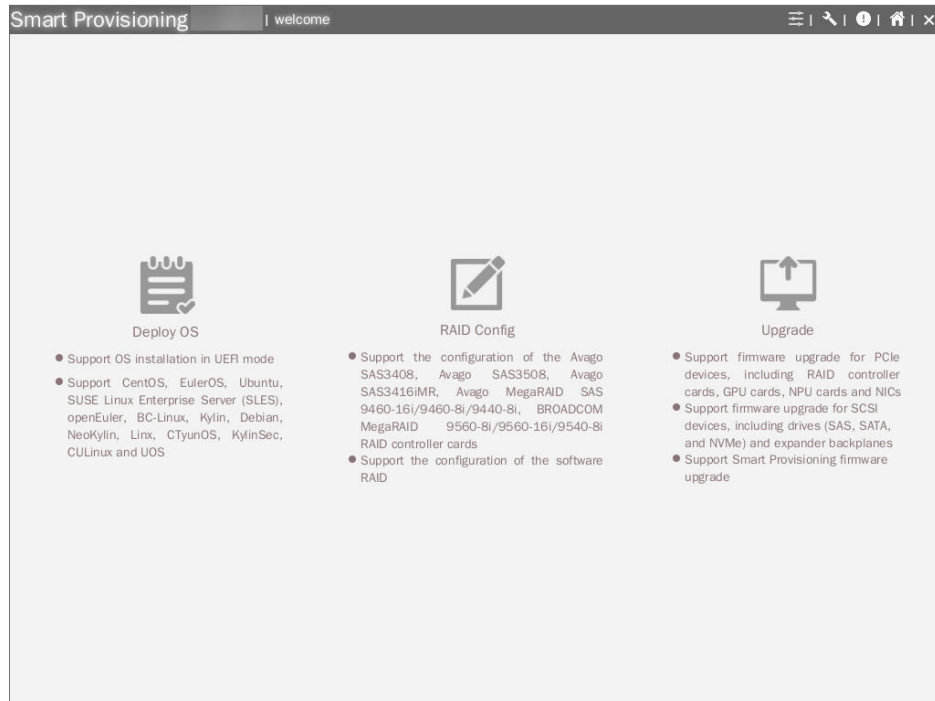 Smart Provisioning | welcome
Deploy OS
● Support OS installation in UEFI mode
● Support CentOS, EulerOS, Ubuntu,
SUSE Linux Enterprise Server (SLES),
openEuler, BC-Linux, Kylin, Debian,
NeoKylin, Linx, CTyunOS, KylinSec,
CULinux and UOS
RAID Config
● Support the configuration of the Avago
SAS3408, Avago SAS3508, Avago
SAS3416iMR, Avago MegaRAID SAS
9460-16i/9460-8i/9440-8i, BROADCOM
MegaRAID 9560-8i/9560-16i/9540-8i
RAID controller cards
● Support the configuration of the software
RAID
Upgrade
● Support firmware upgrade for PCIe
devices, including RAID controller
cards, GPU cards, NPU cards and NICs
● Support firmware upgrade for SCSI
devices, including drives (SAS, SATA,
and NVMe) and expander backplanes
● Support Smart Provisioning firmware
upgrade